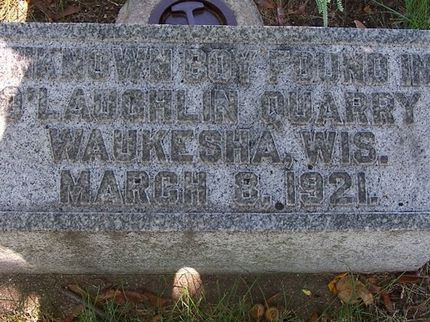 UNKNOWN BOY FOUND IN
O'LAUGHLIN QUARRY
WAUKESHA, WIS.
MARCH 8, 1921.